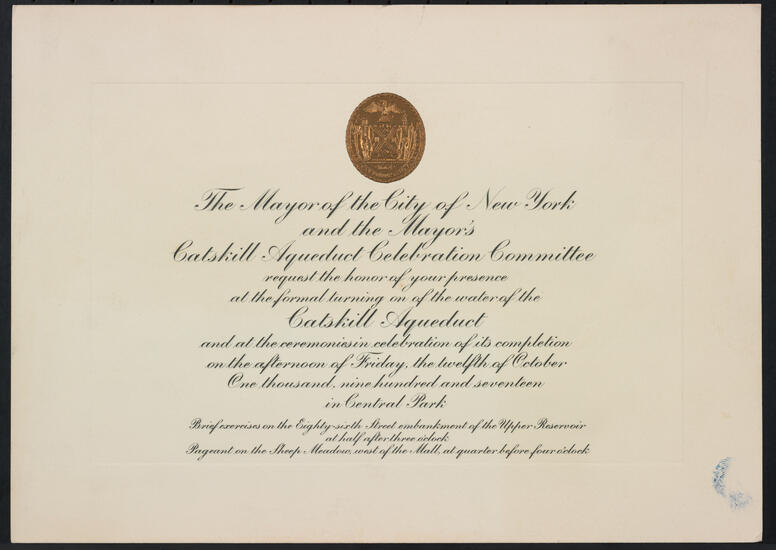 The Mayor of the City of New York
and the Mayor's
Catskill Aqueduct Celebration Committee
request the honor of your presence
at the formal turning on of the water of the
Catskill Aqueduct
and at the ceremonies in celebration of its completion
on the afternoon of Friday, the twelfth of October
One thousand, nine hundred and seventeen
in Central Park
Brief exercises on the Eighty-sixth Street embankment of the Upper Reservoir
at half after three o'clock
Pageant on the Sheep Meadow, west of the Mall, at quarter before four o'clock